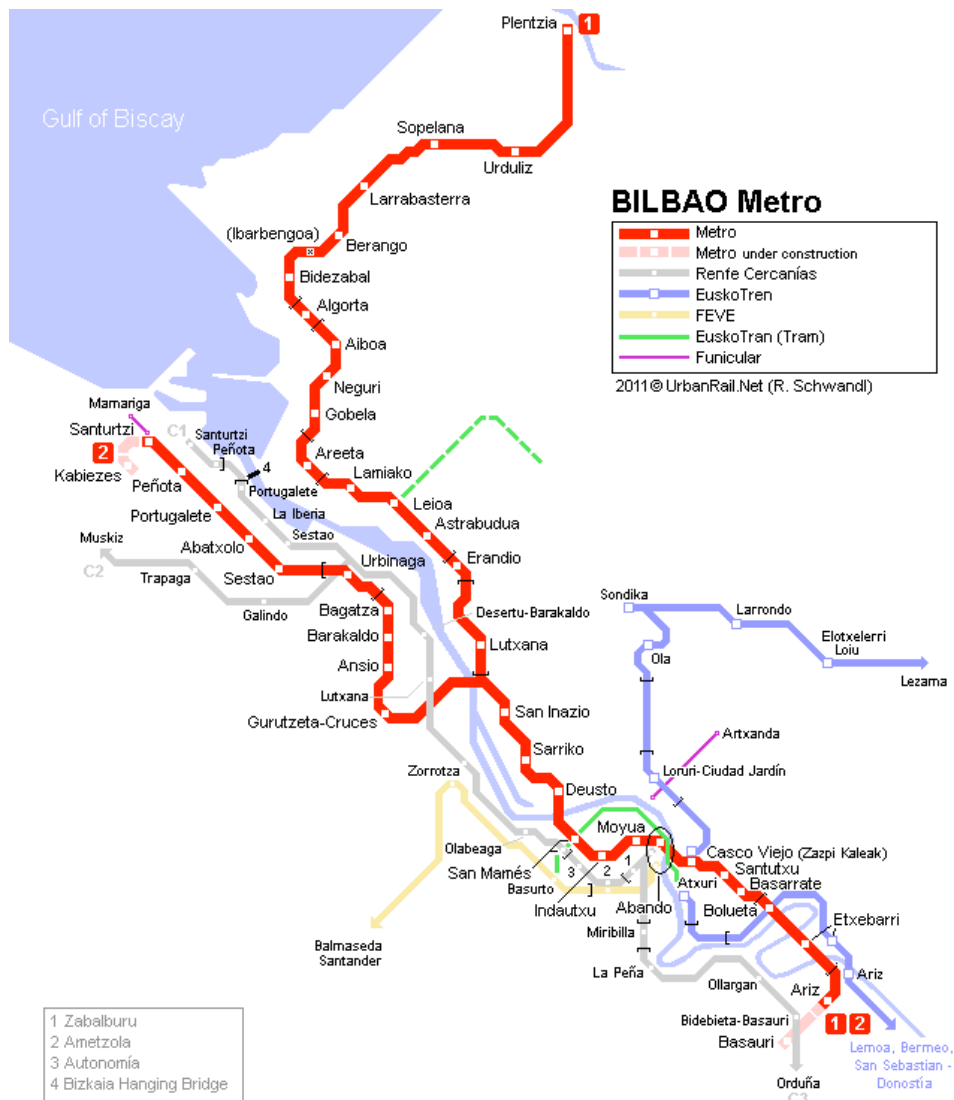 Plentzia
1
Gulf of Biscay
Sopelana
Urduliz
Larrabasterra
BILBAO Metro
Metro
Metro under construction
Renfe Cercanías
EuskoTren
FEVE
EuskoTran (Tram)
Funicular
2011 © UrbanRail.Net (R. Schwandl)
(Ibarbengoa)
Berango
Bidezabal
Algorta
Aiboa
Neguri
Gobela
Mamariga
Santurtzi
2
Kabiezes
C1
Santurtzi
Peñota
4
Portugalete
La Iberia
Sestao
Areeta
Lamiako
Leioa
Astrabudua
Erandio
Peñota
Portugalete
Abatxolo
Sestao
Urbinaga
Muskiz
C2
Trapaga
Galindo
Bagatza
Barakaldo
Ansio
Lutxana
Gurutzeta-Cruces
Desertu-Barakaldo
Lutxana
San Inazio
Sarriko
Deusto
Sondika
Larrondo
Elotxelerri
Loiu
Lezama
Ola
Artxanda
Loruri-Ciudad Jardín
Zorrotza
Olabeaga
San Mamés
Basurto
3
2
1
Indautxu
Moyua
Abando
Casco Viejo (Zazpi Kaleak)
Santutxu
Basarrate
Atxuri
Bolueta
Etxebarri
Miribilla
La Peña
Ollargan
Ariz
Ariz
Bidebieta-Basauri
1 2
Basauri
Balmaseda
Santander
Lemoa, Bermeo,
San Sebastian -
Donostía
Orduña
C3
1 Zabalburu
2 Ametzola
3 Autonomía
4 Bizkaia Hanging Bridge